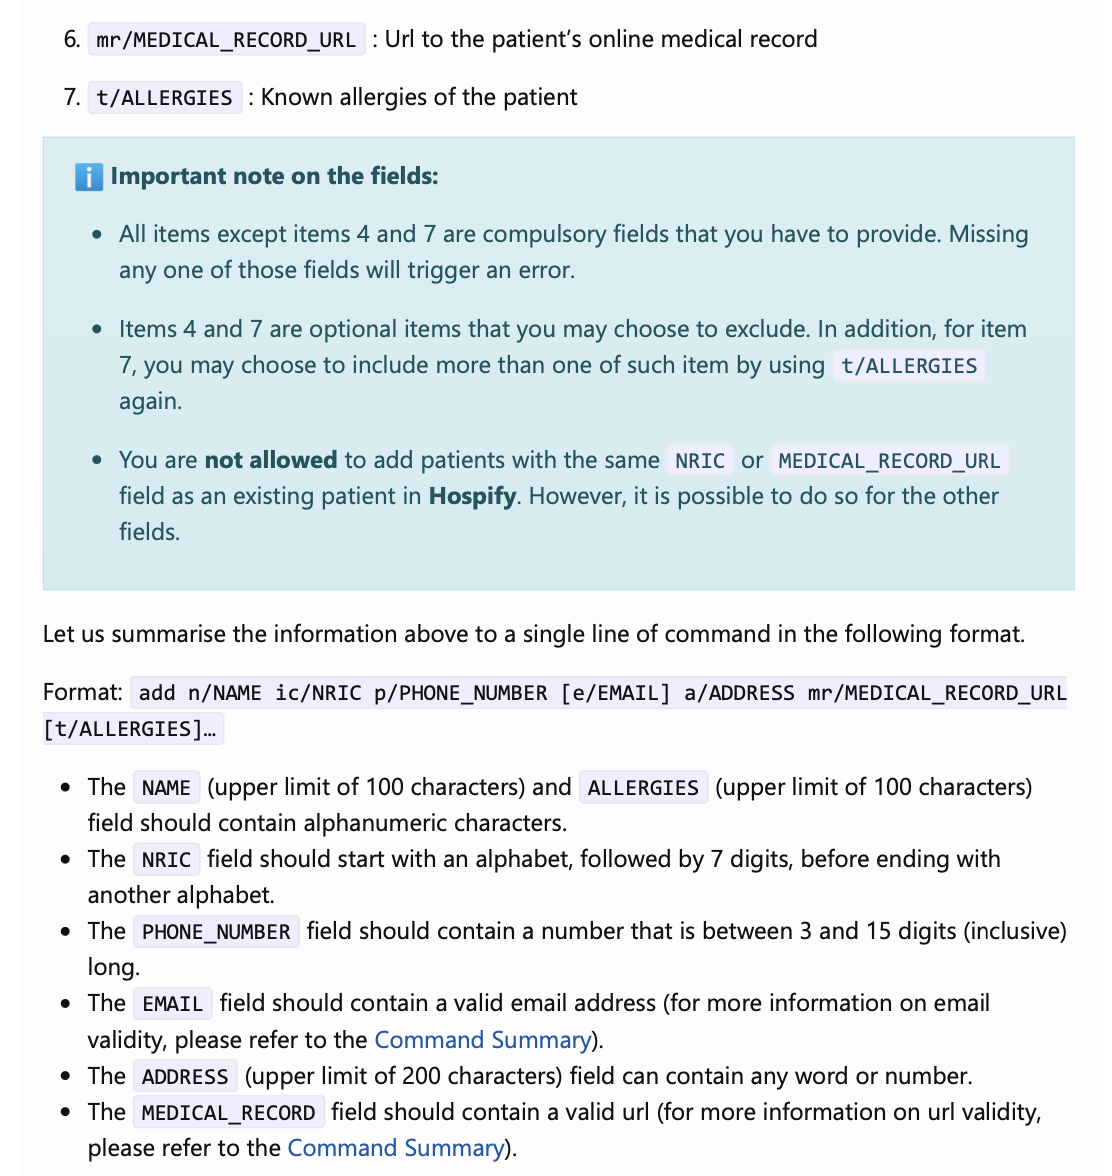 6. mr/MEDICAL_RECORD_URL : Url to the patient’s online medical record
7. t/ALLERGIES : Known allergies of the patient
ℹ️ Important note on the fields:
• All items except items 4 and 7 are compulsory fields that you have to provide. Missing
any one of those fields will trigger an error.
• Items 4 and 7 are optional items that you may choose to exclude. In addition, for item
7, you may choose to include more than one of such item by using t/ALLERGIES
again.
• You are not allowed to add patients with the same NRIC or MEDICAL_RECORD_URL
field as an existing patient in Hospify. However, it is possible to do so for the other
fields.
Let us summarise the information above to a single line of command in the following format.
Format: add n/NAME ic/NRIC p/PHONE_NUMBER [e/EMAIL] a/ADDRESS mr/MEDICAL_RECORD_URL
[t/ALLERGIES]…
• The NAME (upper limit of 100 characters) and ALLERGIES (upper limit of 100 characters)
field should contain alphanumeric characters.
• The NRIC field should start with an alphabet, followed by 7 digits, before ending with
another alphabet.
• The PHONE_NUMBER field should contain a number that is between 3 and 15 digits (inclusive)
long.
• The EMAIL field should contain a valid email address (for more information on email
validity, please refer to the Command Summary).
• The ADDRESS (upper limit of 200 characters) field can contain any word or number.
• The MEDICAL_RECORD field should contain a valid url (for more information on url validity,
please refer to the Command Summary).